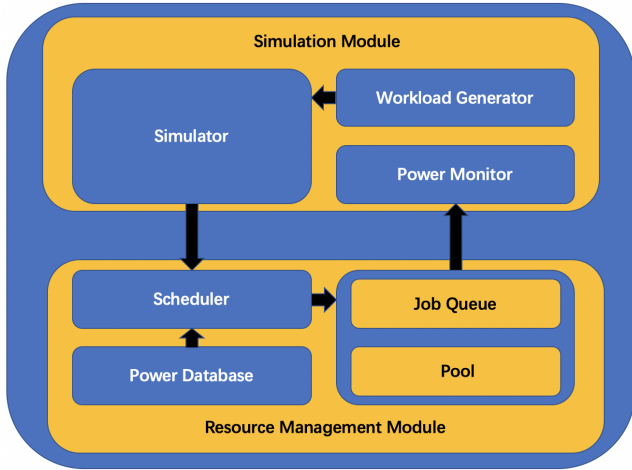 Simulation Module
Simulator
Workload Generator
Power Monitor
Scheduler
Job Queue
Power Database
Pool
Resource Management Module